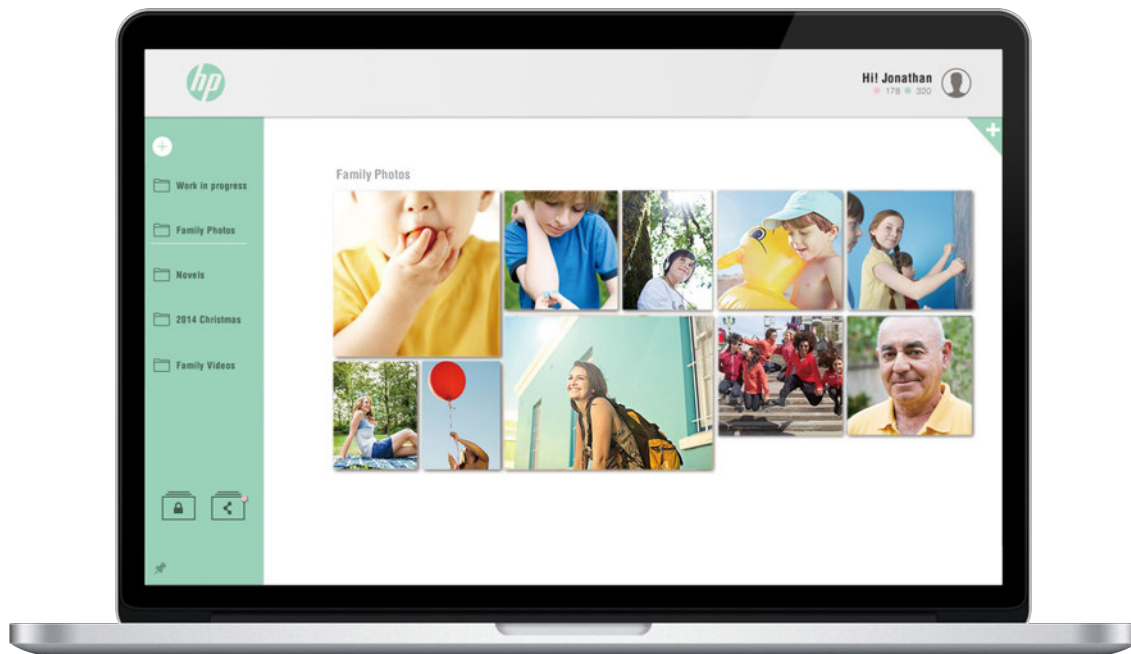 hp
Hi! Jonathan
178 320
Work in progress
Family Photos
Novels
2014 Christmas
Family Videos
Family Photos